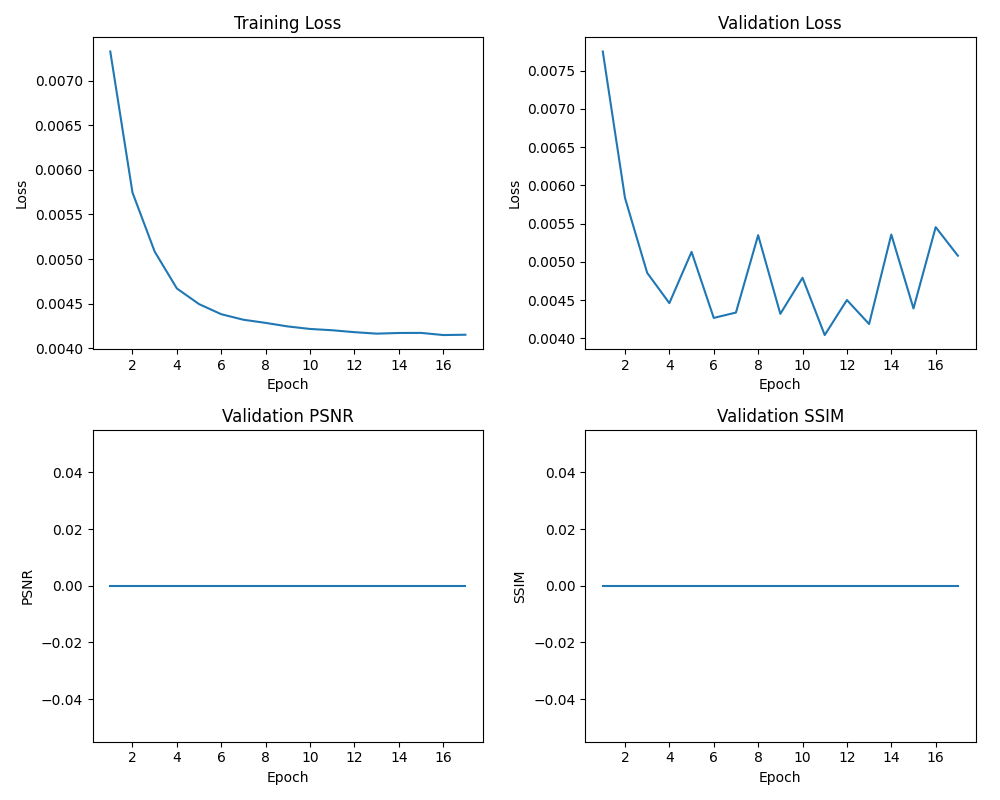 Training Loss
Loss
0.0070
0.0065
0.0060
0.0055
0.0050
0.0045
0.0040
2 4 6 8 10 12 14 16
Epoch
Validation Loss
Loss
0.0075
0.0070
0.0065
0.0060
0.0055
0.0050
0.0045
0.0040
2 4 6 8 10 12 14 16
Epoch
Validation PSNR
PSNR
0.04
0.02
0.00
−0.02
−0.04
2 4 6 8 10 12 14 16
Epoch
Validation SSIM
SSIM
0.04
0.02
0.00
−0.02
−0.04
2 4 6 8 10 12 14 16
Epoch